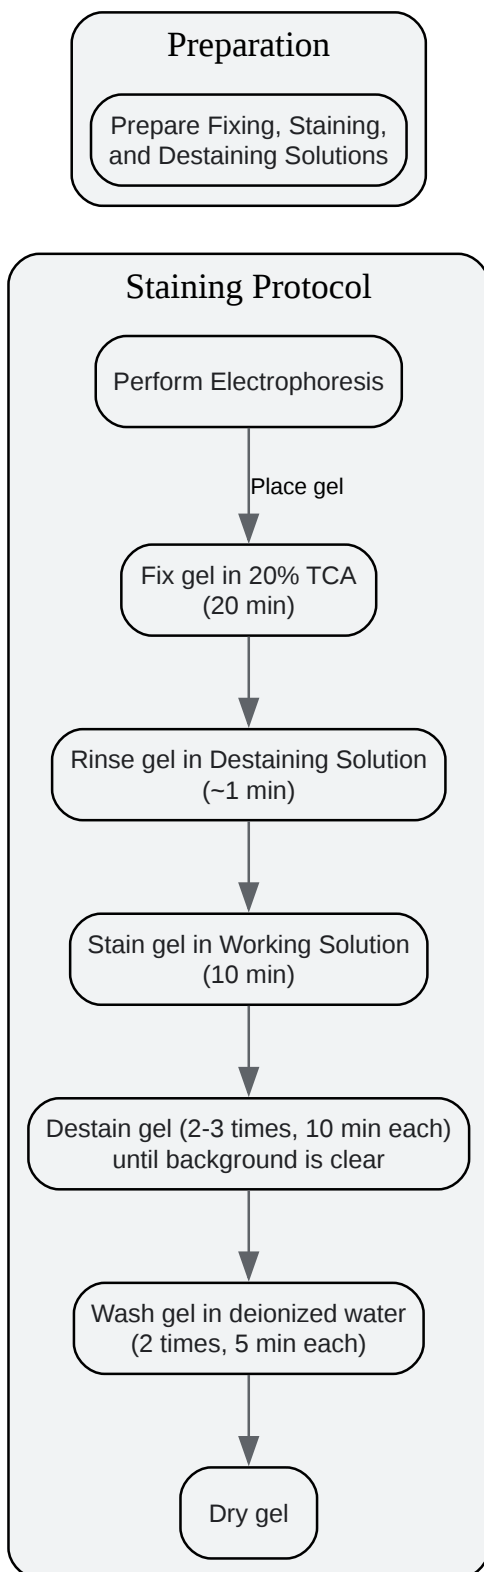 Preparation
Prepare Fixing, Staining,
and Destaining Solutions
Staining Protocol
Perform Electrophoresis
Place gel
Fix gel in 20% TCA
(20 min)
Rinse gel in Destaining Solution
(~1 min)
Stain gel in Working Solution
(10 min)
Destain gel (2-3 times, 10 min each)
until background is clear
Wash gel in deionized water
(2 times, 5 min each)
Dry gel